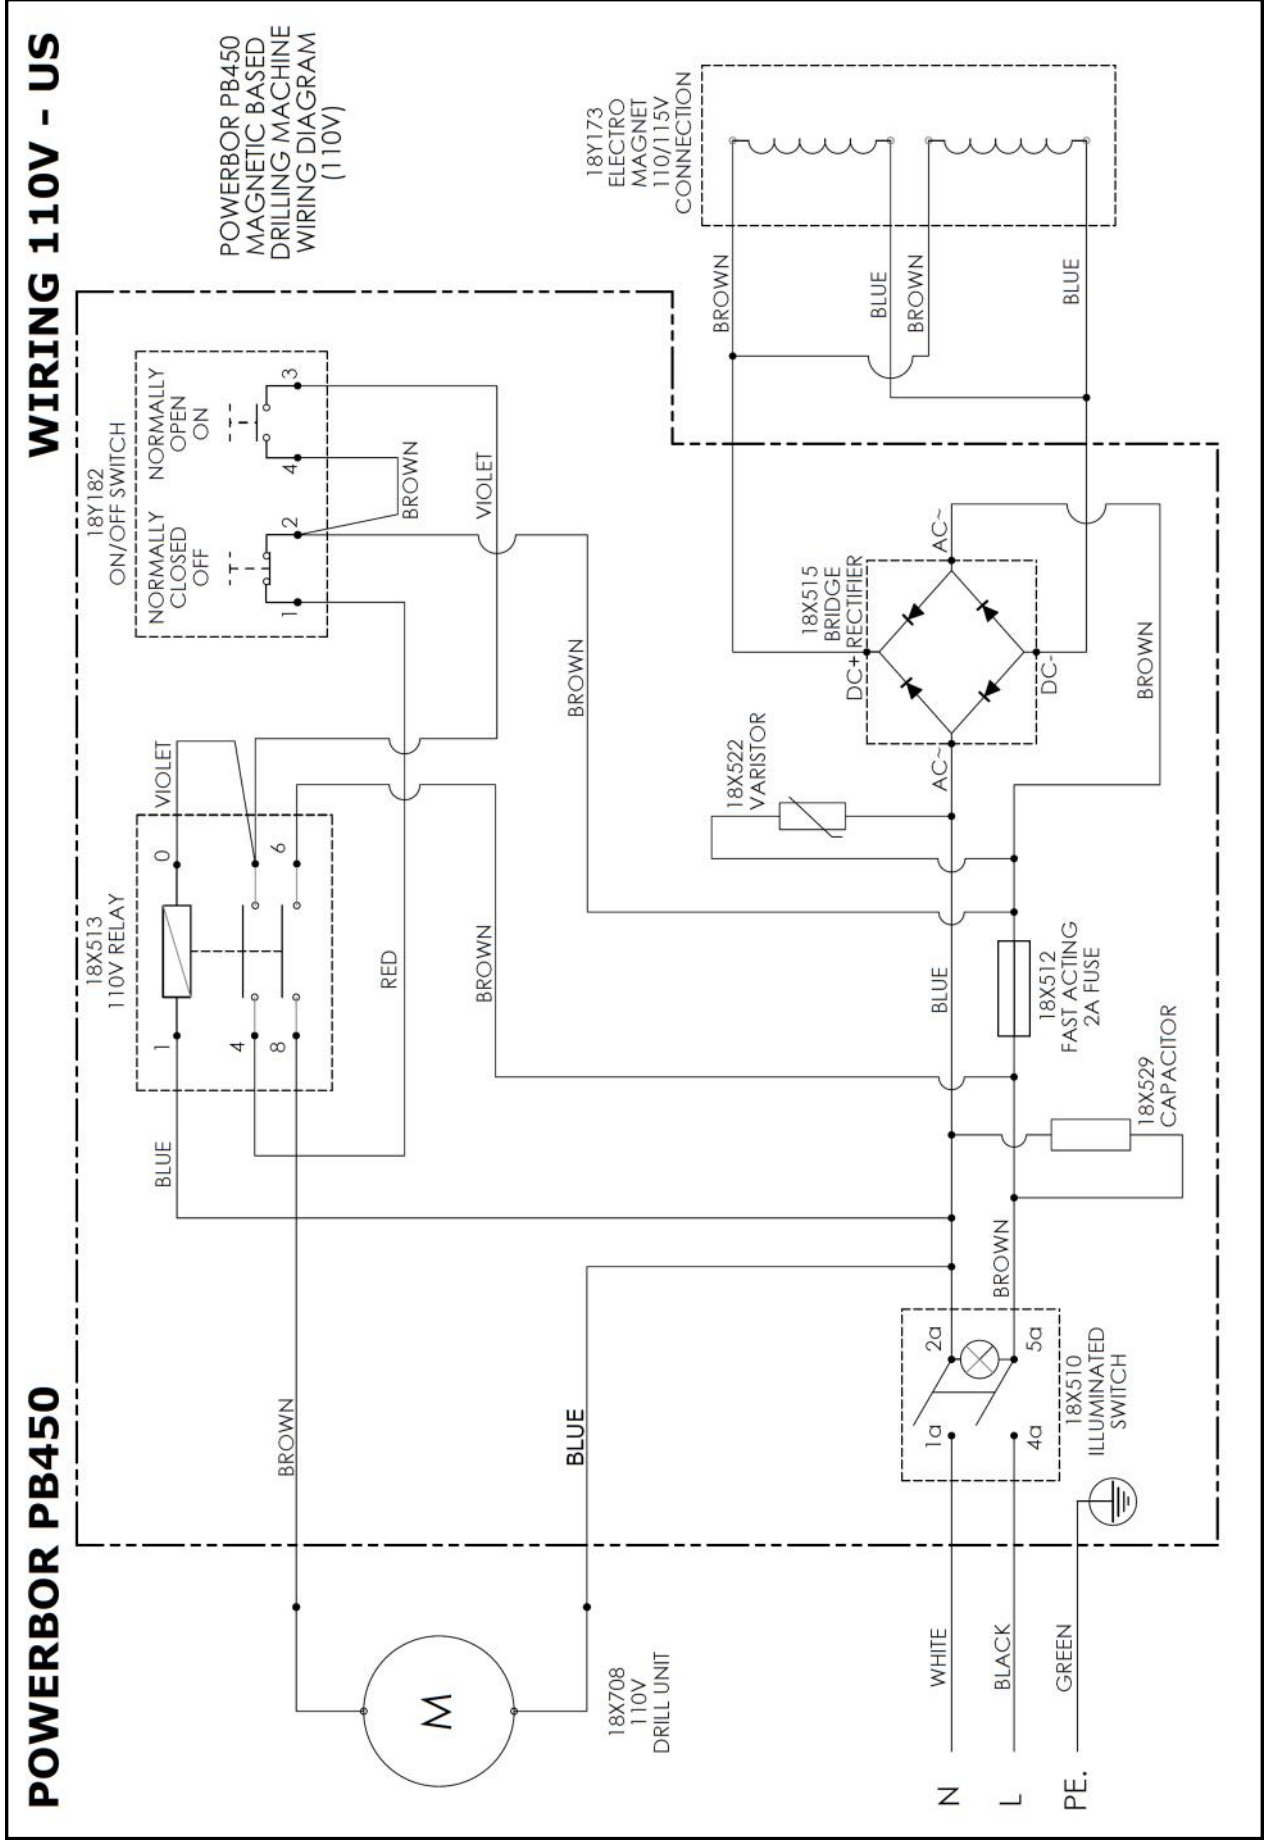 POWERBOR PB450
WIRING 110V - US
POWERBOR PB450
MAGNETIC BASED
DRILLING MACHINE
WIRING DIAGRAM
(110V)
18X513
110V RELAY
1
0
4
8
6
BLUE
VIOLET
18Y182
ON/OFF SWITCH
NORMALLY
CLOSED
OFF
NORMALLY
OPEN
ON
1
2
4
3
BROWN
VIOLET
RED
BROWN
BROWN
BROWN
BLUE
M
18X708
110V
DRILL UNIT
18Y173
ELECTRO
MAGNET
110/115V
CONNECTION
BROWN
BLUE
BROWN
BLUE
18X522
VARISTOR
18X515
BRIDGE
RECTIFIER
DC+
AC~
AC~
DC-
BROWN
BLUE
18X512
FAST ACTING
2A FUSE
18X529
CAPACITOR
BROWN
1a
2a
4a
5a
18X510
ILLUMINATED
SWITCH
N
WHITE
L
BLACK
PE.
GREEN